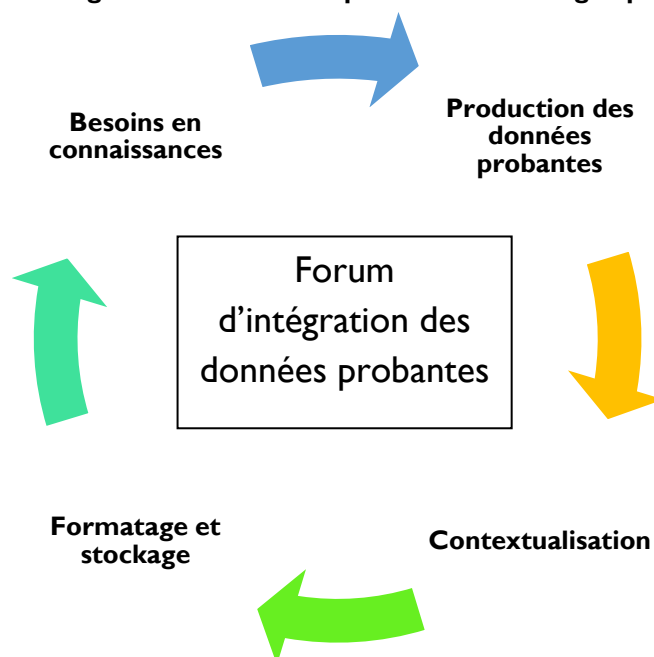 Besoins en
connaissances
Production des
données
probantes
Forum
d'intégration des
données probantes
Formatage et
stockage
Contextualisation